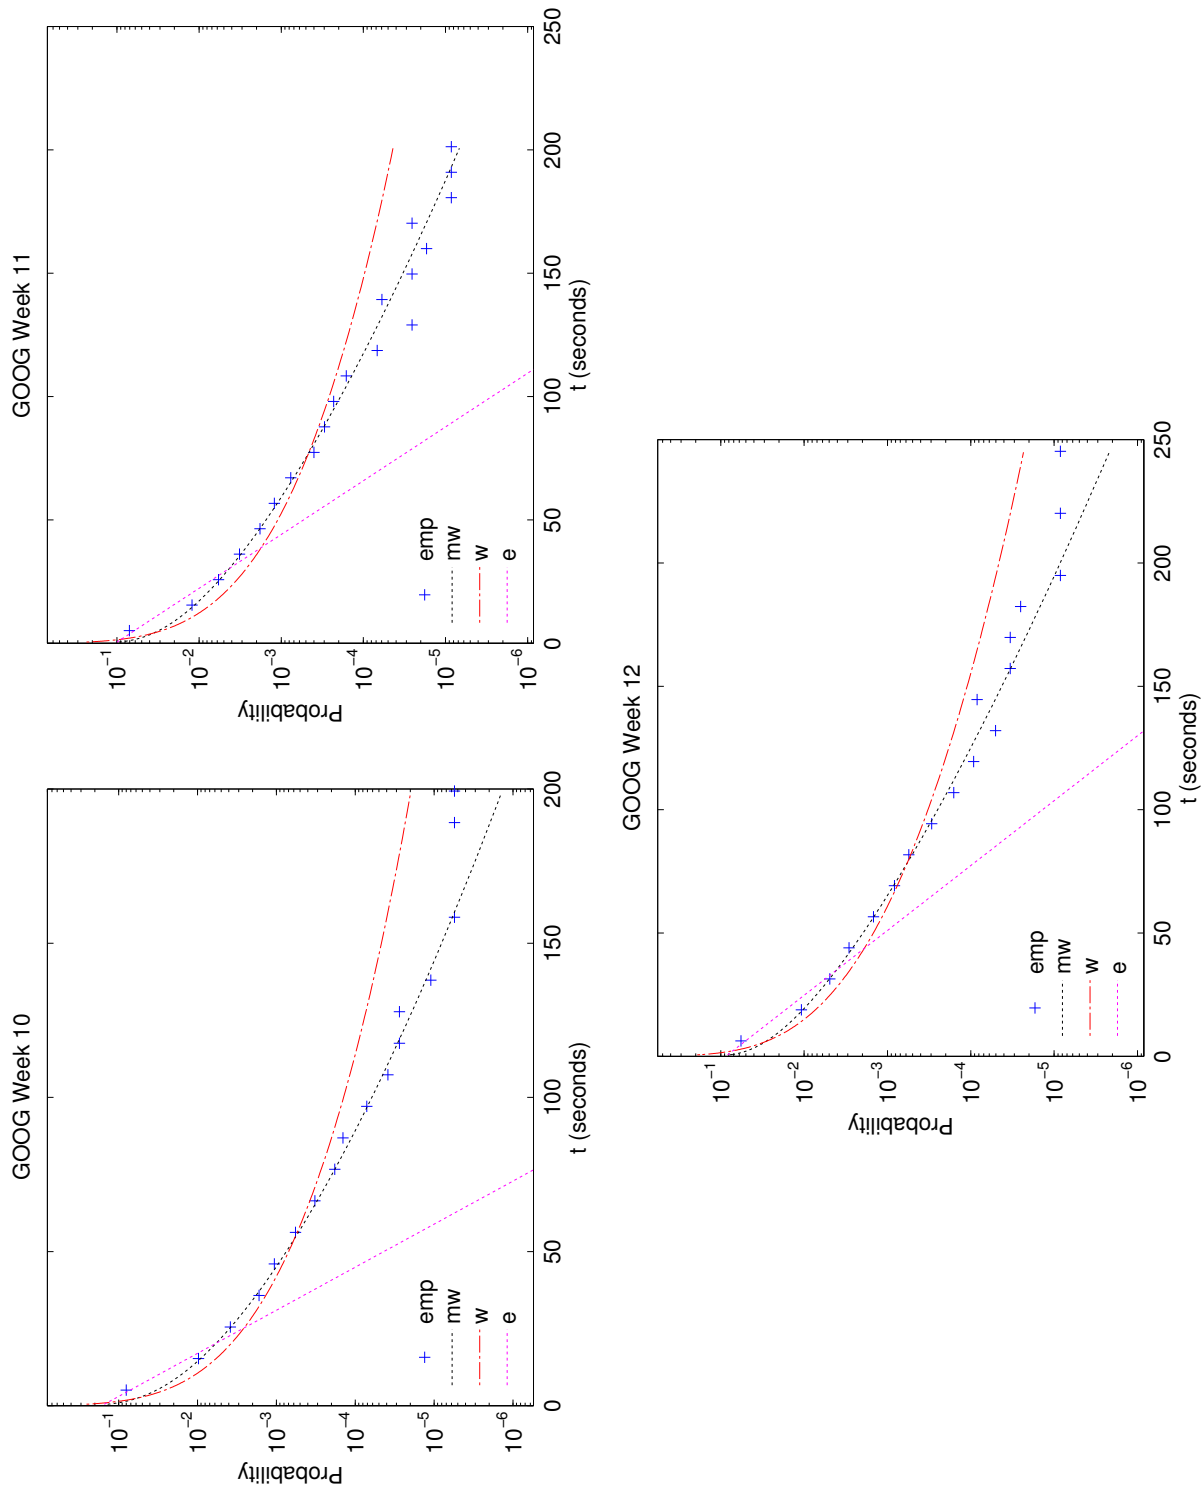 GOOG Week 10
Probability
10⁻¹
10⁻²
10⁻³
10⁻⁴
10⁻⁵
10⁻⁶
emp
mw
w
e
0 50 100 150 200
t (seconds)
GOOG Week 11
Probability
10⁻¹
10⁻²
10⁻³
10⁻⁴
10⁻⁵
10⁻⁶
emp
mw
w
e
0 50 100 150 200 250
t (seconds)
GOOG Week 12
Probability
10⁻¹
10⁻²
10⁻³
10⁻⁴
10⁻⁵
10⁻⁶
emp
mw
w
e
0 50 100 150 200 250
t (seconds)